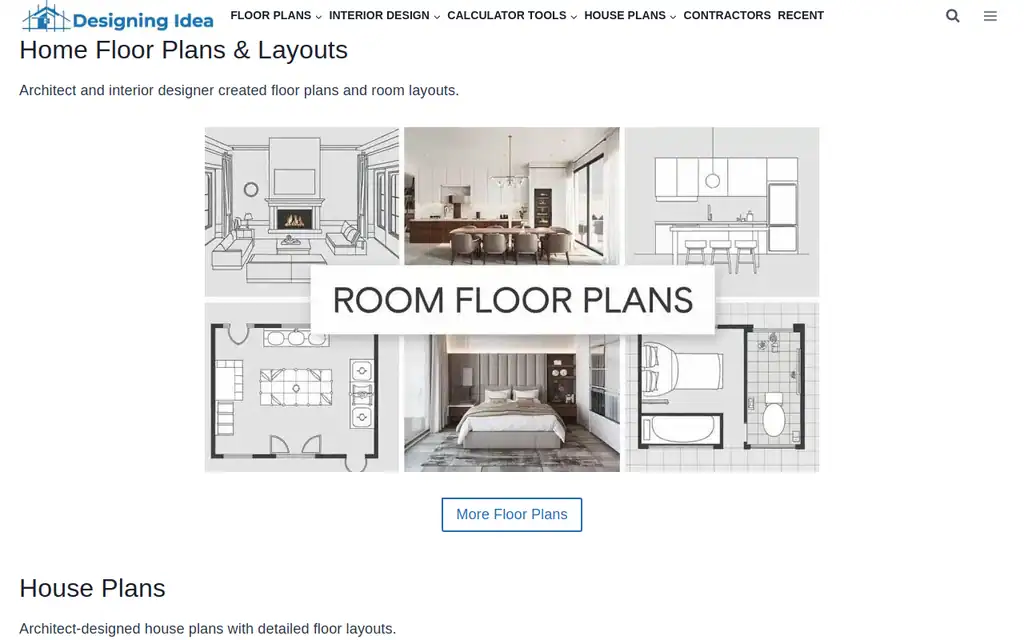 Designing Idea
FLOOR PLANS INTERIOR DESIGN CALCULATOR TOOLS HOUSE PLANS CONTRACTORS RECENT
Home Floor Plans & Layouts
Architect and interior designer created floor plans and room layouts.
ROOM FLOOR PLANS
More Floor Plans
House Plans
Architect-designed house plans with detailed floor layouts.